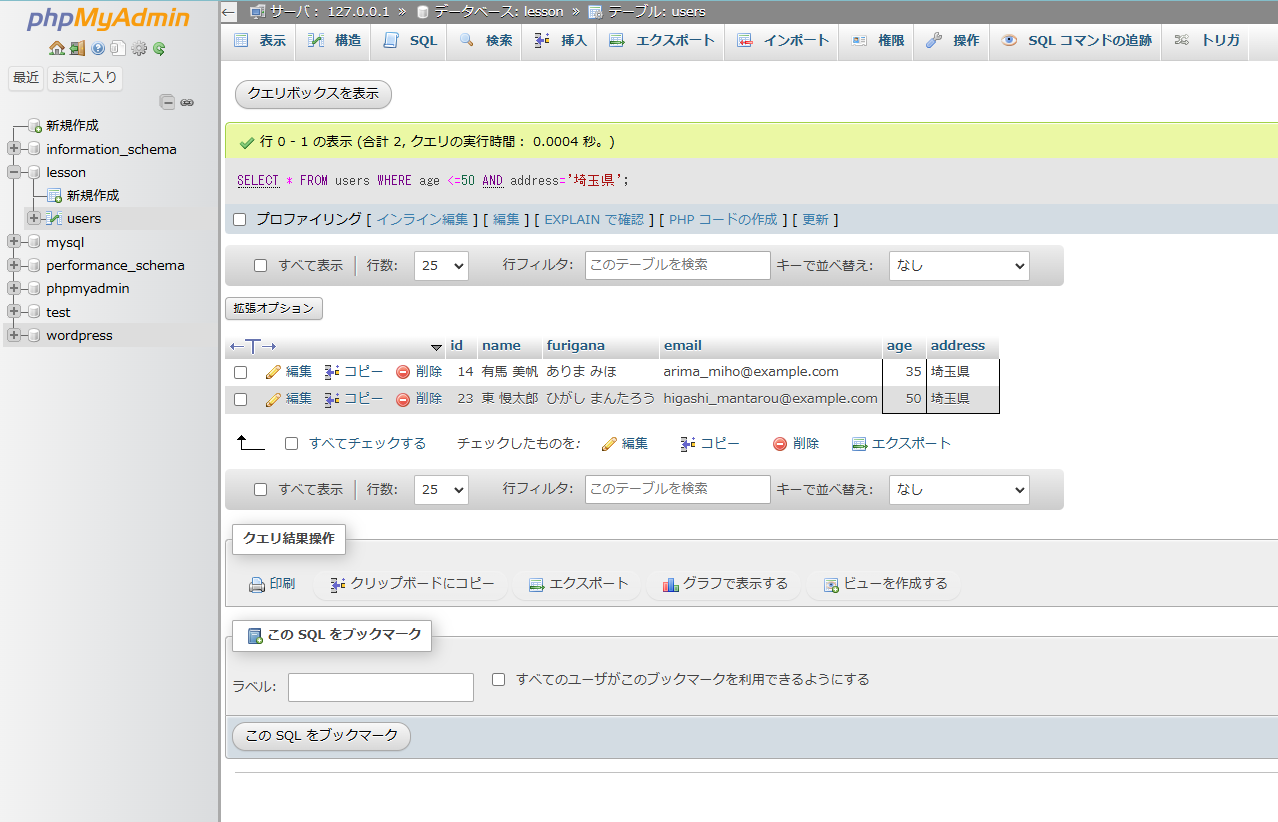 phpMyAdmin
最近 お気に入り
新規作成
information_schema
lesson
新規作成
users
mysql
performance_schema
phpmyadmin
test
wordpress
サーバ： 127.0.0.1 » データベース: lesson » テーブル: users
表示 構造 SQL 検索 挿入 エクスポート インポート 権限 操作 SQL コマンドの追跡 トリガ
クエリボックスを表示
行 0 - 1 の表示 (合計 2, クエリの実行時間： 0.0004 秒。)
SELECT * FROM users WHERE age <=50 AND address='埼玉県';
プロファイリング [ インライン編集 ] [ 編集 ] [ EXPLAIN で確認 ] [ PHP コードの作成 ] [ 更新 ]
すべて表示 行数: 25 行フィルタ: このテーブルを検索 キーで並べ替え: なし
拡張オプション
←T→ id name furigana email age address
編集 コピー 削除 14 有馬 美帆 ありま みほ arima_miho@example.com 35 埼玉県
編集 コピー 削除 23 東 慢太郎 ひがし まんたろう higashi_mantarou@example.com 50 埼玉県
すべてチェックする チェックしたものを: 編集 コピー 削除 エクスポート
すべて表示 行数: 25 行フィルタ: このテーブルを検索 キーで並べ替え: なし
クエリ結果操作
印刷 クリップボードにコピー エクスポート グラフで表示する ビューを作成する
この SQL をブックマーク
ラベル: すべてのユーザがこのブックマークを利用できるようにする
この SQL をブックマーク